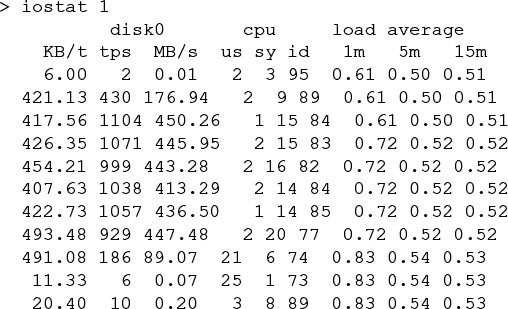 > iostat 1
disk0 cpu load average
KB/t tps MB/s us sy id 1m 5m 15m
6.00 2 0.01 2 3 95 0.61 0.50 0.51
421.13 430 176.94 2 9 89 0.61 0.50 0.51
417.56 1104 450.26 1 15 84 0.61 0.50 0.51
426.35 1071 445.95 2 15 83 0.72 0.52 0.52
454.21 999 443.28 2 16 82 0.72 0.52 0.52
407.63 1038 413.29 2 14 84 0.72 0.52 0.52
422.73 1057 436.50 1 14 85 0.72 0.52 0.52
493.48 929 447.48 2 20 77 0.72 0.52 0.52
491.08 186 89.07 21 6 74 0.83 0.54 0.53
11.33 6 0.07 25 1 73 0.83 0.54 0.53
20.40 10 0.20 3 8 89 0.83 0.54 0.53